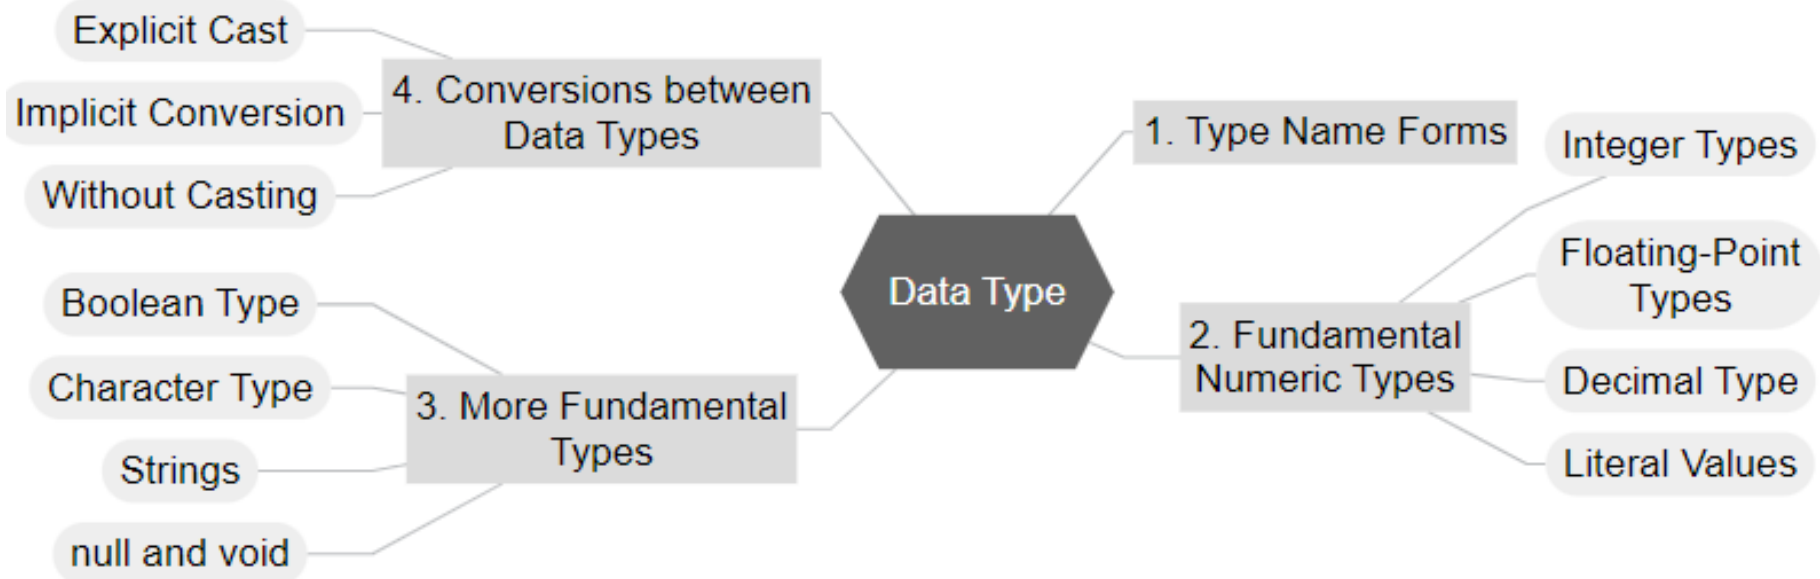 Data Type
1. Type Name Forms
2. Fundamental
Numeric Types
Integer Types
Floating-Point
Types
Decimal Type
Literal Values
3. More Fundamental
Types
Boolean Type
Character Type
Strings
null and void
4. Conversions between
Data Types
Explicit Cast
Implicit Conversion
Without Casting